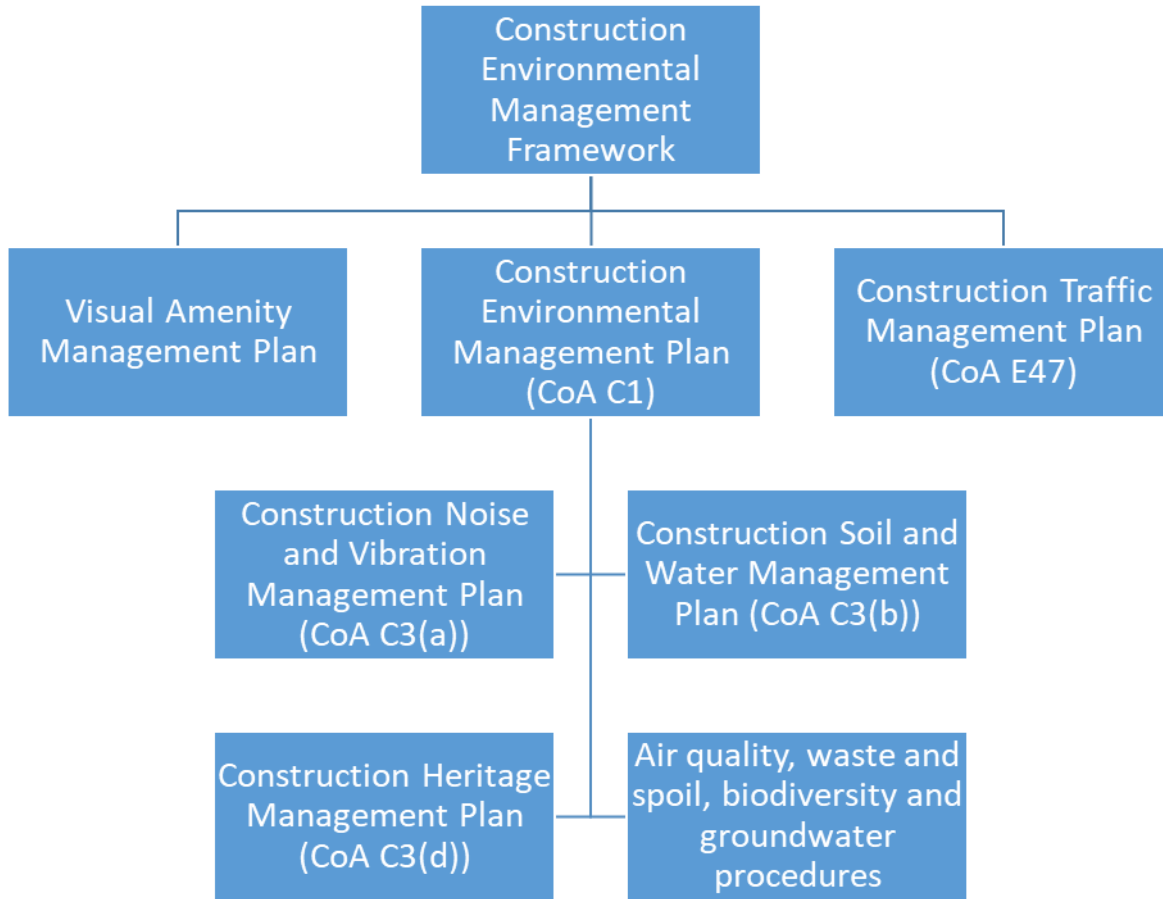 Construction
Environmental
Management
Framework
Visual Amenity
Management Plan
Construction
Environmental
Management Plan
(CoA C1)
Construction Traffic
Management Plan
(CoA E47)
Construction Noise
and Vibration
Management Plan
(CoA C3(a))
Construction Soil and
Water Management
Plan (CoA C3(b))
Construction Heritage
Management Plan
(CoA C3(d))
Air quality, waste and
spoil, biodiversity and
groundwater
procedures